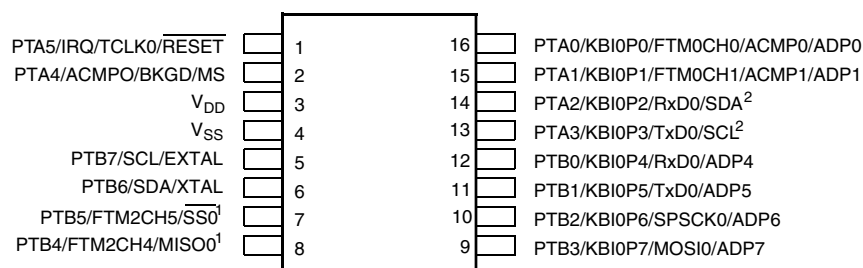 PTA5/IRQ/TCLK0/RESET 1
PTA4/ACMPO/BKGD/MS 2
VDD 3
VSS 4
PTB7/SCL/EXTAL 5
PTB6/SDA/XTAL 6
PTB5/FTM2CH5/SS0¹ 7
PTB4/FTM2CH4/MISO0¹ 8
16 PTA0/KBI0P0/FTM0CH0/ACMP0/ADP0
15 PTA1/KBI0P1/FTM0CH1/ACMP1/ADP1
14 PTA2/KBI0P2/RxD0/SDA²
13 PTA3/KBI0P3/TxD0/SCL²
12 PTB0/KBI0P4/RxD0/ADP4
11 PTB1/KBI0P5/TxD0/ADP5
10 PTB2/KBI0P6/SPSCK0/ADP6
9 PTB3/KBI0P7/MOSI0/ADP7